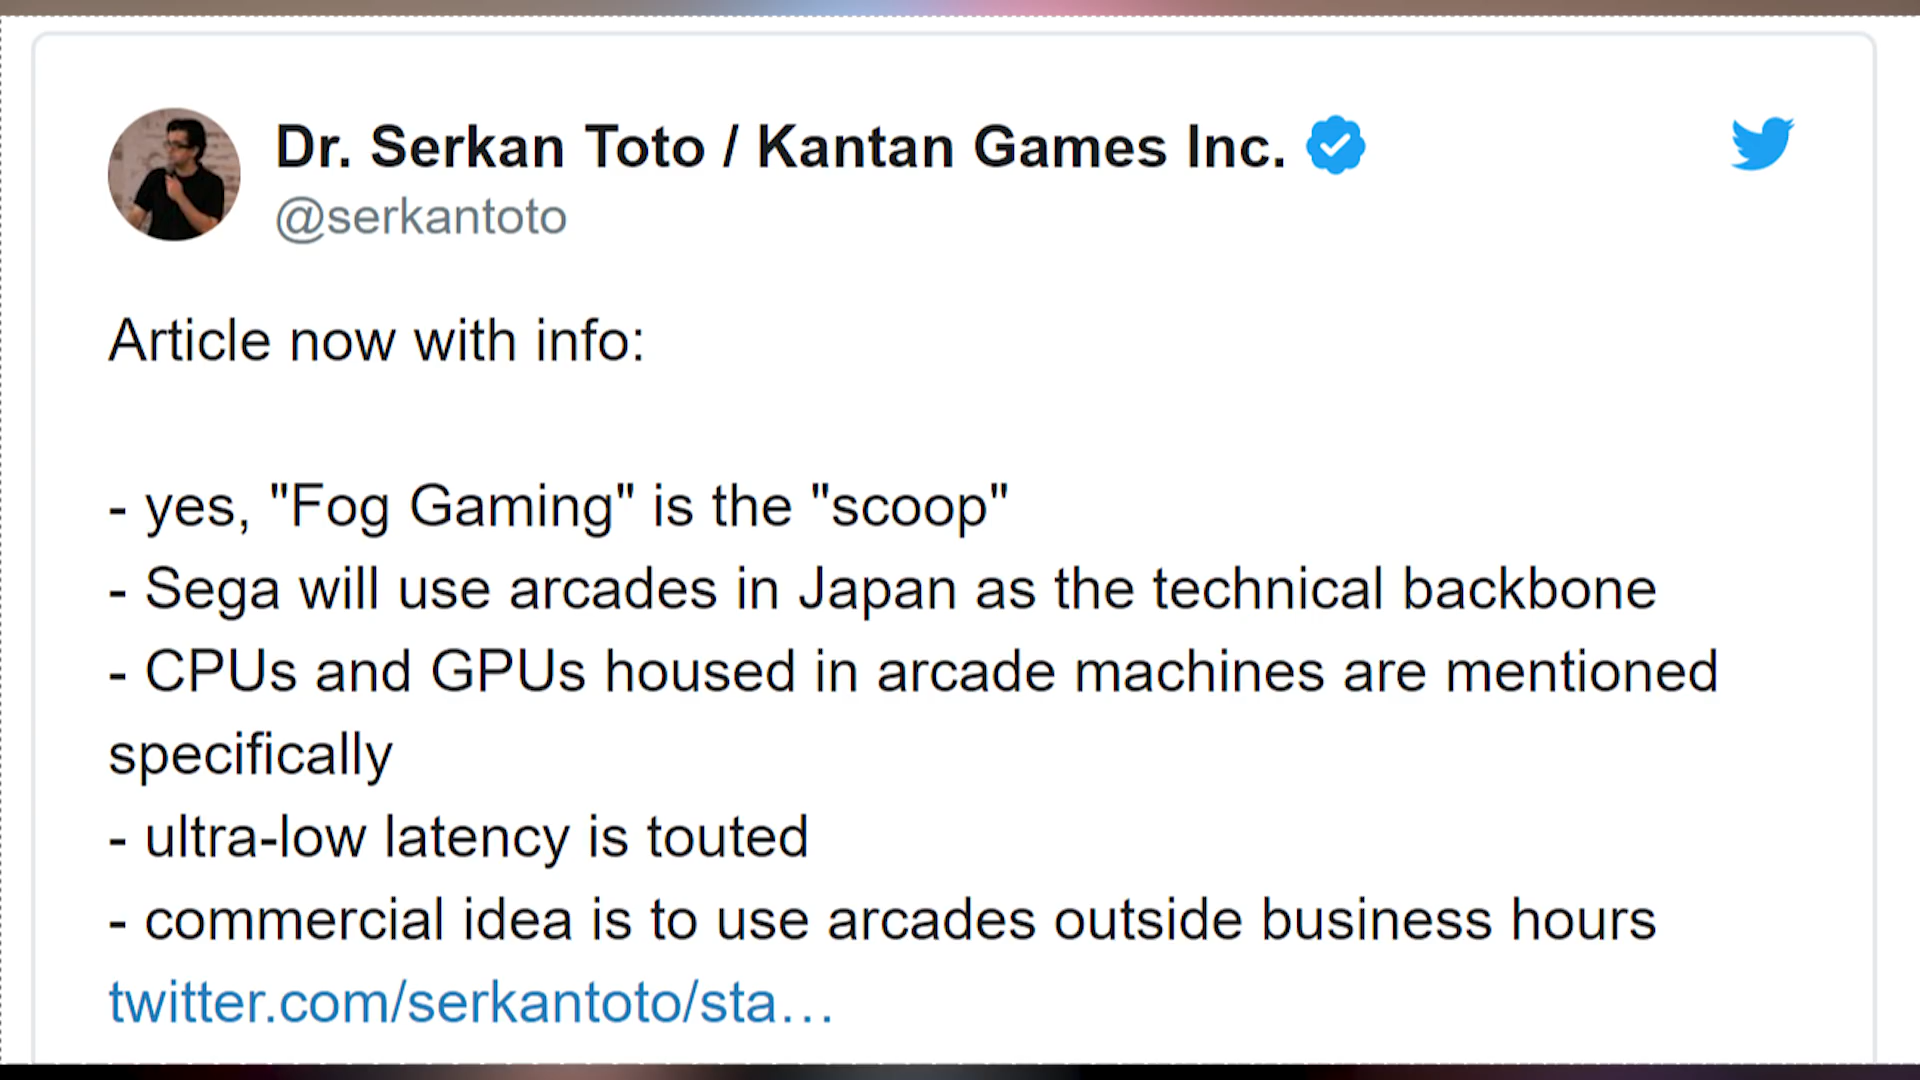 Dr. Serkan Toto / Kantan Games Inc.
@serkantoto
Article now with info:
- yes, "Fog Gaming" is the "scoop"
- Sega will use arcades in Japan as the technical backbone
- CPUs and GPUs housed in arcade machines are mentioned
specifically
- ultra-low latency is touted
- commercial idea is to use arcades outside business hours
twitter.com/serkantoto/sta…